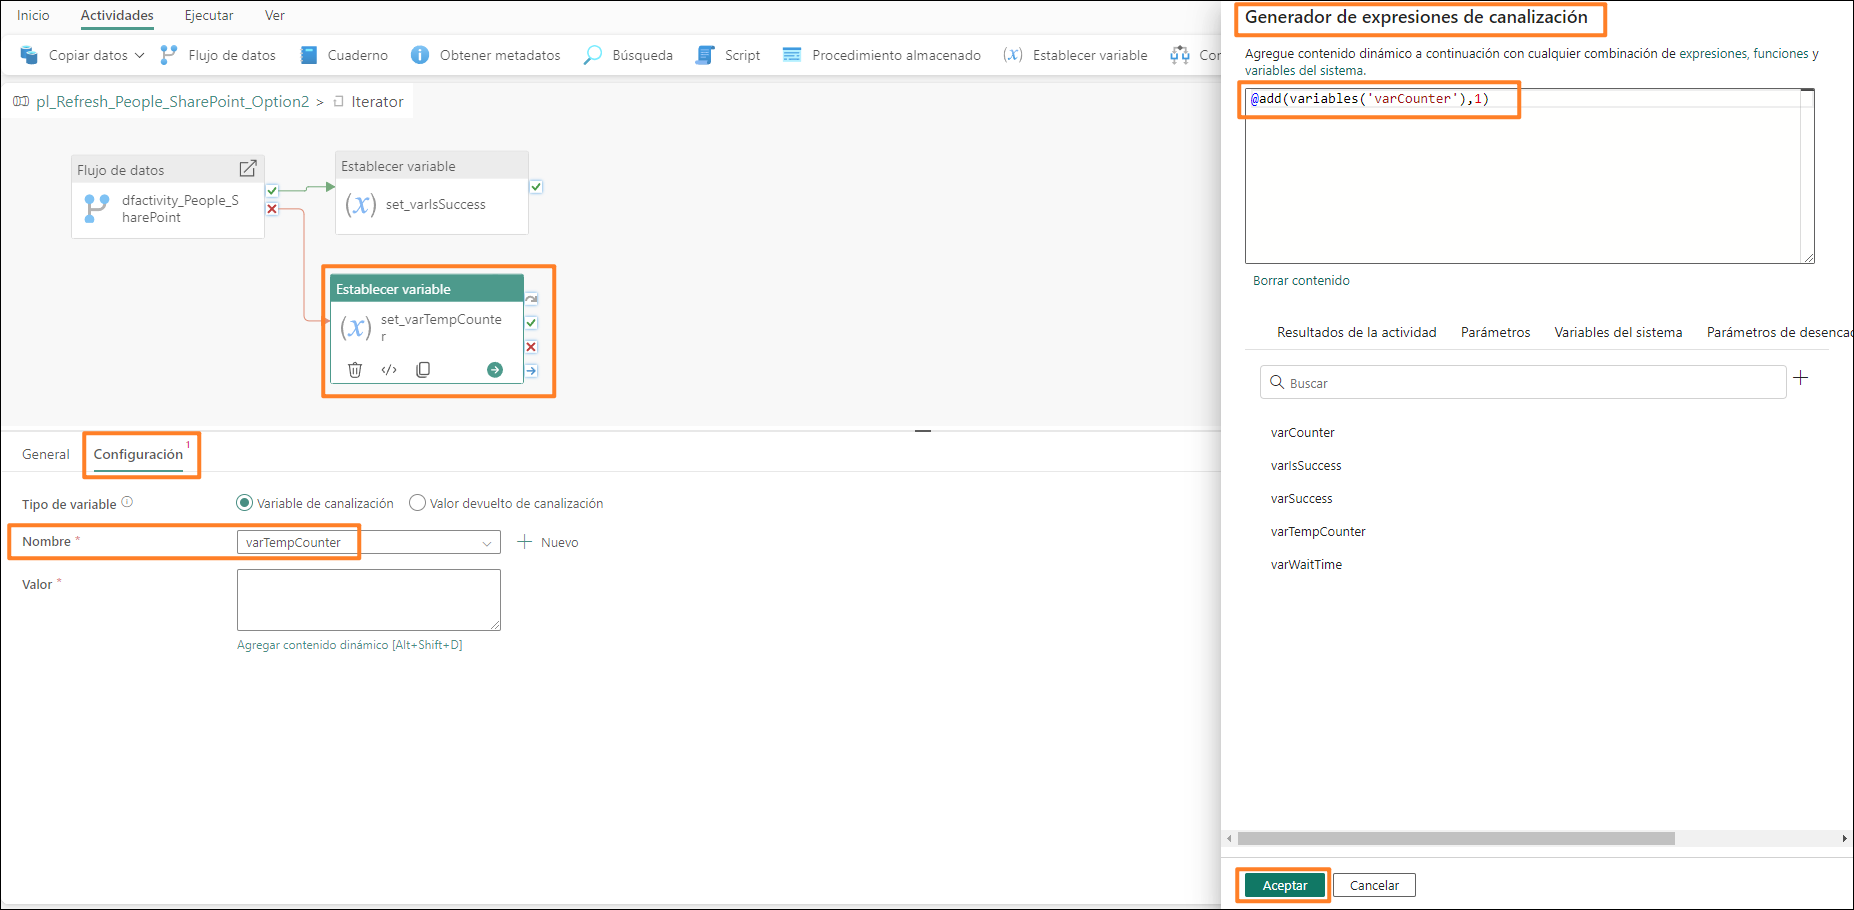 Inicio Actividades Ejecutar Ver
Copiar datos Flujo de datos Cuaderno Obtener metadatos Búsqueda Script Procedimiento almacenado (x) Establecer variable
pl_Refresh_People_SharePoint_Option2 > Iterator
Flujo de datos
dfactivity_People_S
harePoint
Establecer variable
(x) set_varIsSuccess
Establecer variable
(x) set_varTempCounte
r
General Configuración 1
Tipo de variable Variable de canalización Valor devuelto de canalización
Nombre * varTempCounter Nuevo
Valor *
Agregar contenido dinámico [Alt+Shift+D]
Generador de expresiones de canalización
Agregue contenido dinámico a continuación con cualquier combinación de expresiones, funciones y
variables del sistema.
@add(variables('varCounter'),1)
Borrar contenido
Resultados de la actividad Parámetros Variables del sistema Parámetros de desenca
Buscar
varCounter
varIsSuccess
varSuccess
varTempCounter
varWaitTime
Aceptar Cancelar